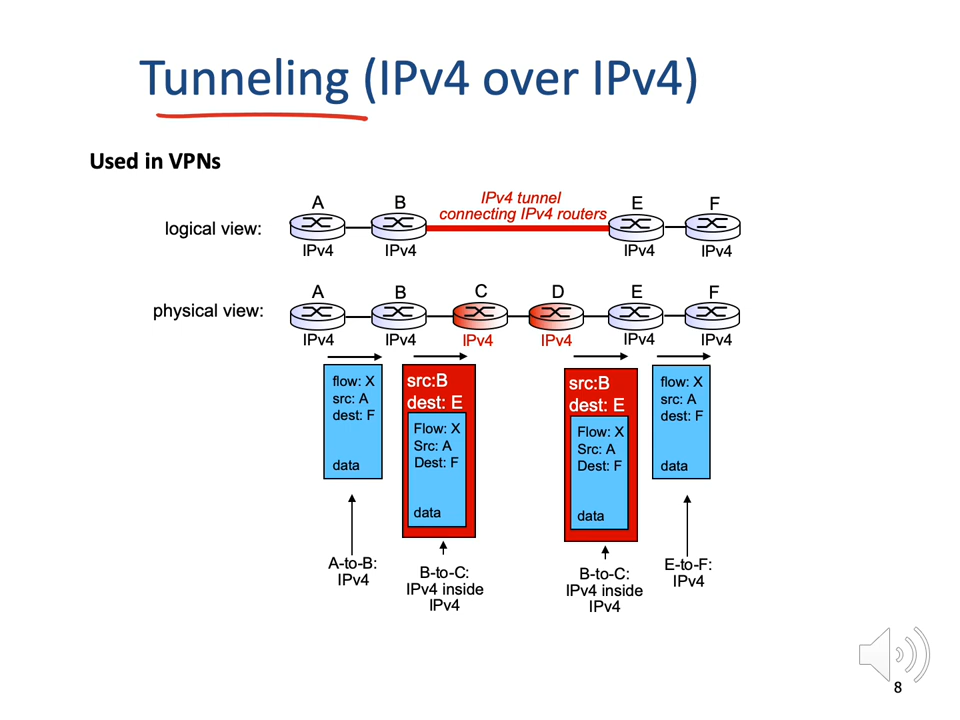 Tunneling (IPv4 over IPv4)
Used in VPNs
IPv4 tunnel
connecting IPv4 routers
A B E F
logical view:
IPv4 IPv4 IPv4 IPv4
A B C D E F
physical view:
IPv4 IPv4 IPv4 IPv4 IPv4 IPv4
flow: X
src: A
dest: F
data
src:B
dest: E
Flow: X
Src: A
Dest: F
data
src:B
dest: E
Flow: X
Src: A
Dest: F
data
flow: X
src: A
dest: F
data
A-to-B:
IPv4
B-to-C:
IPv4 inside
IPv4
B-to-C:
IPv4 inside
IPv4
E-to-F:
IPv4
8